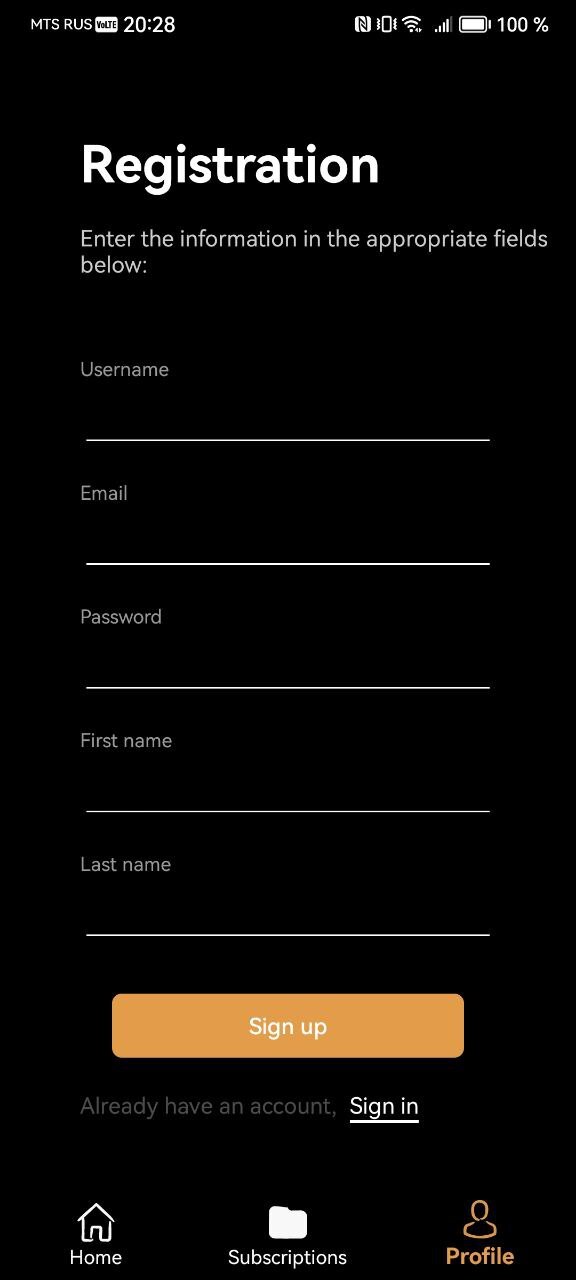 MTS RUS VoLTE 20:28 100 %
Registration
Enter the information in the appropriate fields
below:
Username
Email
Password
First name
Last name
Sign up
Already have an account, Sign in
Home Subscriptions Profile